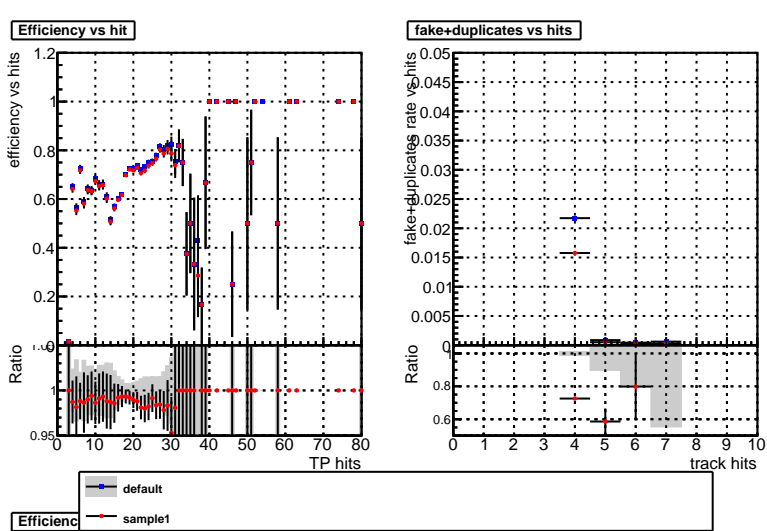 Efficiency vs hit
fake+duplicates vs hits
efficiency vs hits
1.2
1
0.8
0.6
0.4
0.2
0
Ratio
1
0.95
0 10 20 30 40 50 60 70 80
TP hits
fake+duplicates rate vs hits
0.05
0.045
0.04
0.035
0.03
0.025
0.02
0.015
0.01
0.005
0
Ratio
1
0.8
0.6
0 1 2 3 4 5 6 7 8 9 10
track hits
default
sample1
Efficienc